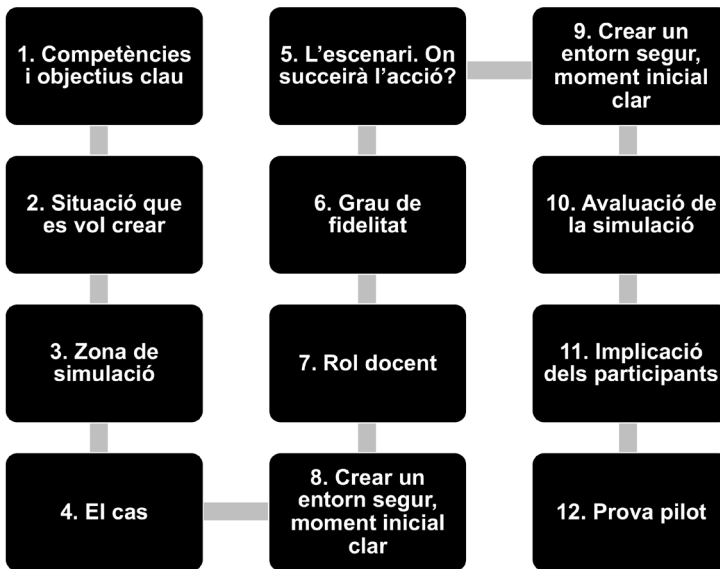 1. Competències
i objectius clau
2. Situació que
es vol crear
3. Zona de
simulació
4. El cas
5. L’escenari. On
succeirà l’acció?
6. Grau de
fidelitat
7. Rol docent
8. Crear un
entorn segur,
moment inicial
clar
9. Crear un
entorn segur,
moment inicial
clar
10. Avaluació de
la simulació
11. Implicació
dels participants
12. Prova pilot